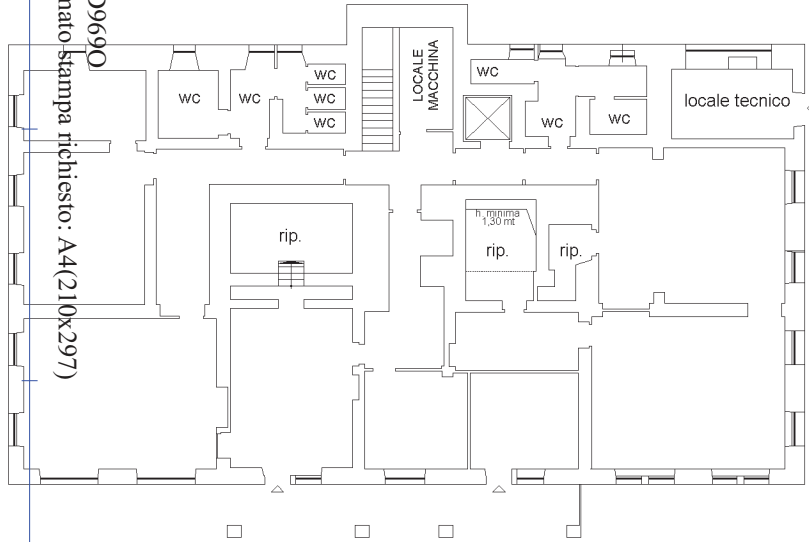 D969O
mato stampa richiesto: A4(210x297)
LOCALE
MACCHINA
wc
wc
wc
wc
wc
wc
wc
wc
locale tecnico
rip.
h. minima
1,30 mt
rip.
rip.